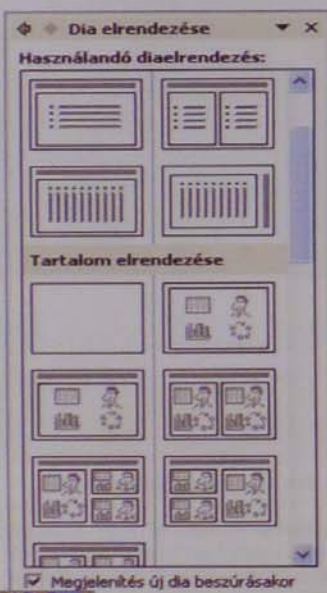 Dia elrendezése
Használandó diaelrendezés:
Tartalom elrendezése
Megjelenítés új dia beszúrásakor